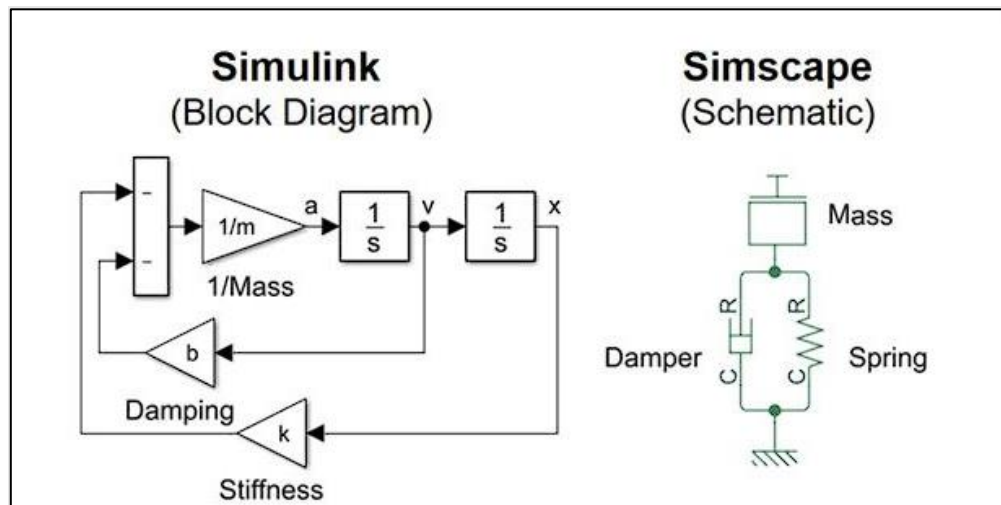 Simulink
(Block Diagram)
-
-
1/m
a
1
s
v
1
s
x
1/Mass
b
Damping
k
Stiffness
Simscape
(Schematic)
Mass
R
R
Damper
Spring
C
C